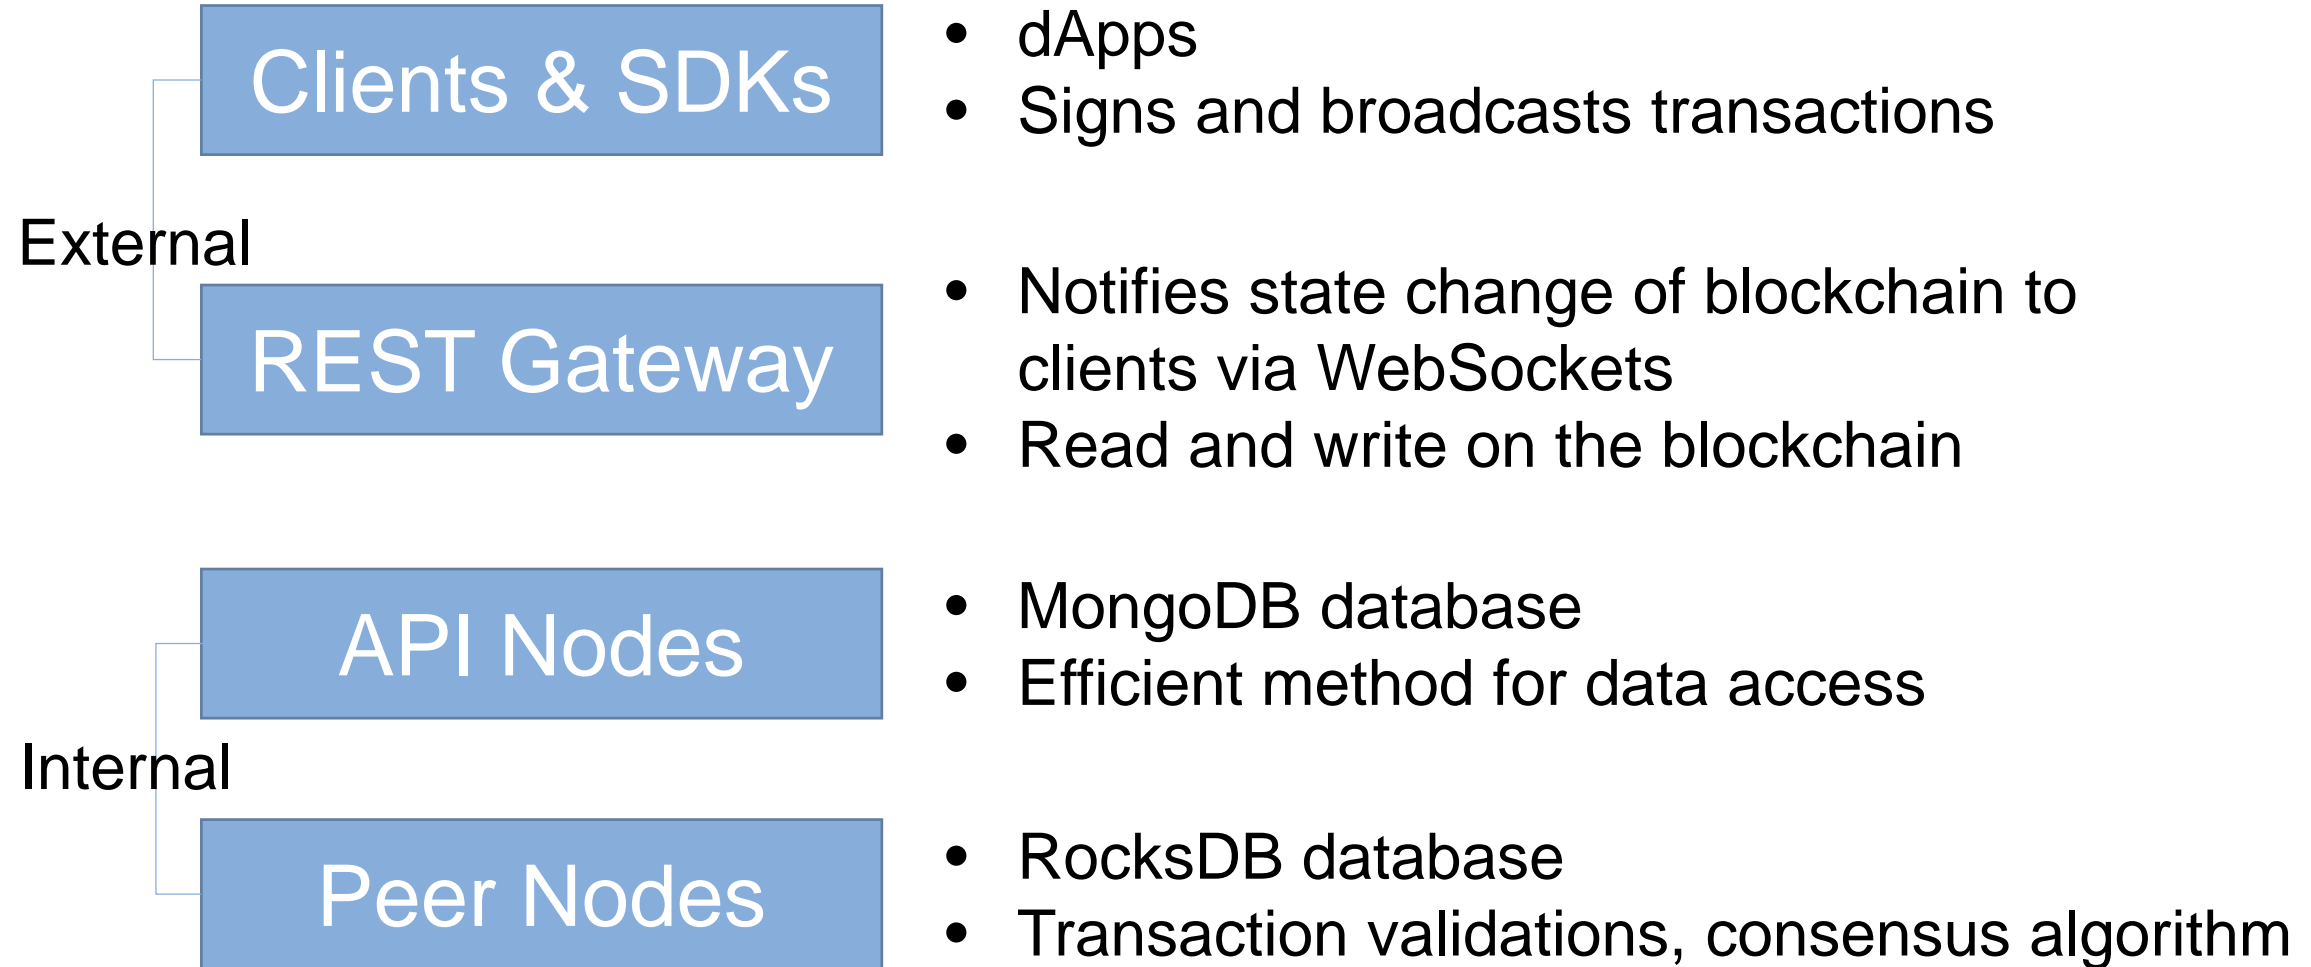 Clients & SDKs
• dApps
• Signs and broadcasts transactions
External
REST Gateway
• Notifies state change of blockchain to
clients via WebSockets
• Read and write on the blockchain
API Nodes
• MongoDB database
• Efficient method for data access
Internal
Peer Nodes
• RocksDB database
• Transaction validations, consensus algorithm